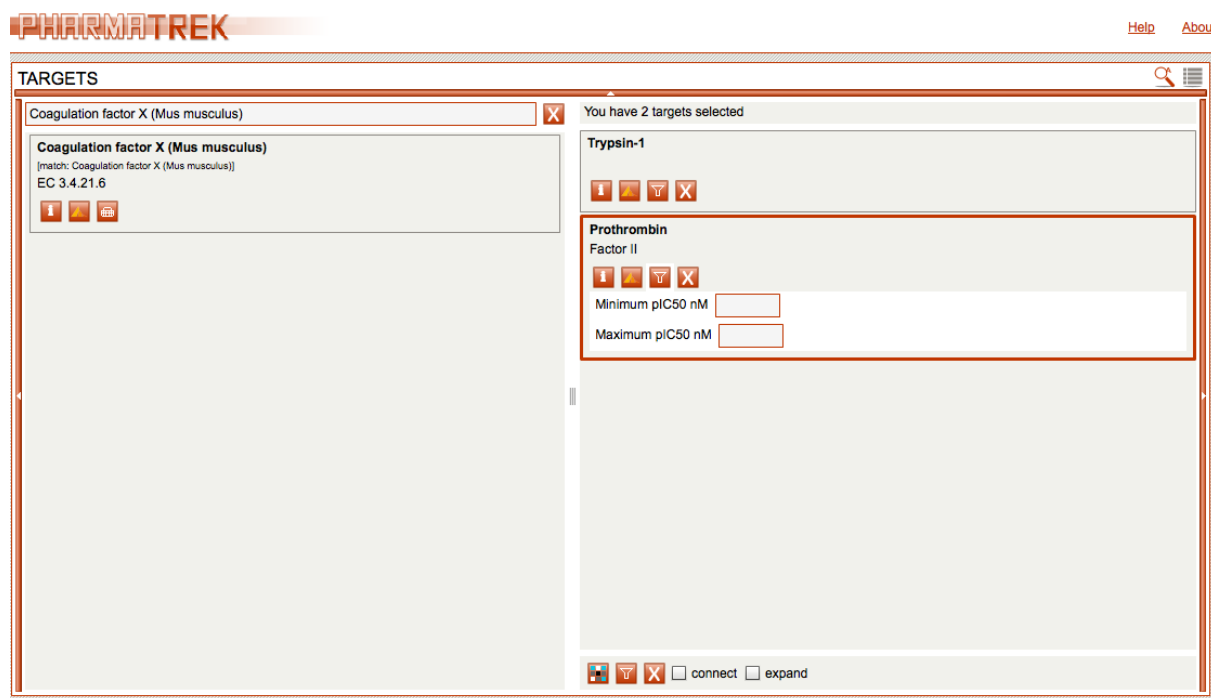 PHARMATREK
Help Abou
TARGETS
Coagulation factor X (Mus musculus)
X
Coagulation factor X (Mus musculus)
[match: Coagulation factor X (Mus musculus)]
EC 3.4.21.6
You have 2 targets selected
Trypsin-1
X
Prothrombin
Factor II
X
Minimum pIC50 nM
Maximum pIC50 nM
X connect expand